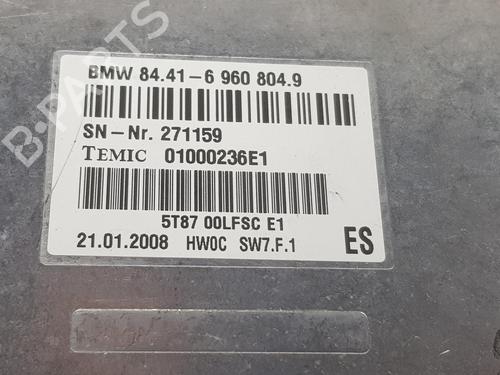 BMW 84.41-6 960 804.9
SN-Nr. 271159
TEMIC 01000236E1
5T87 00LFSC E1
21.01.2008 HW0C SW7.F.1 ES
B-PARTS